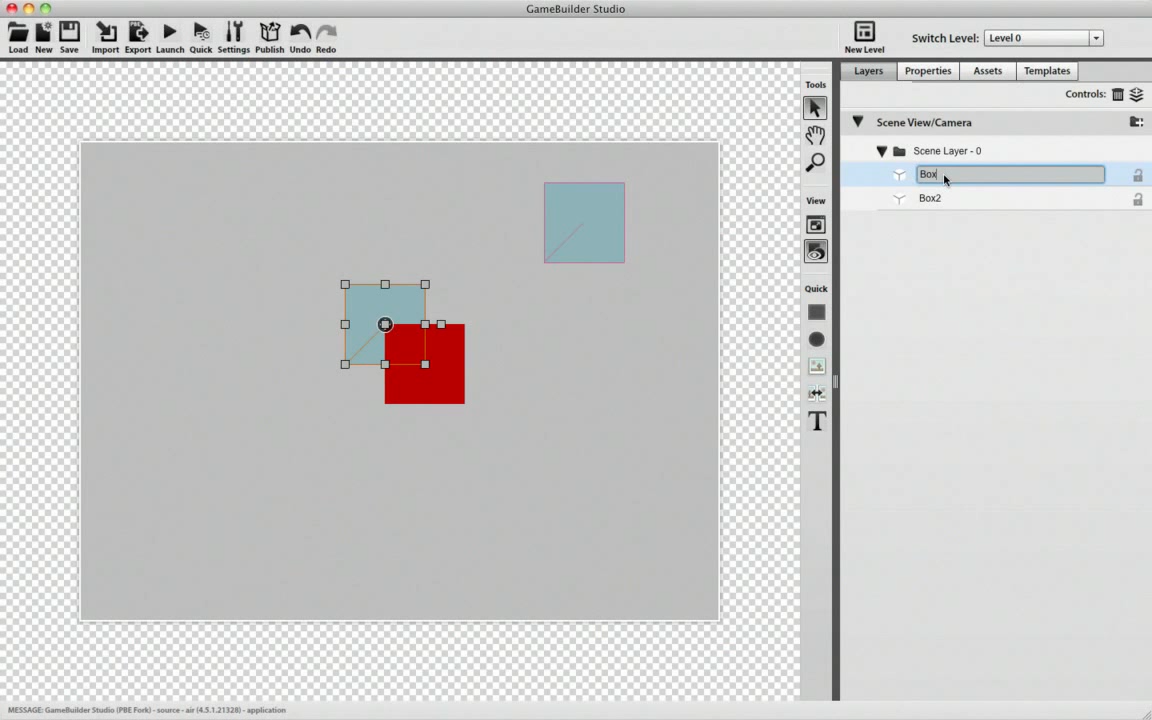 GameBuilder Studio
Load New Save Import Export Launch Quick Settings Publish Undo Redo
New Level
Switch Level: Level 0
Layers Properties Assets Templates
Controls:
Scene View/Camera
Scene Layer - 0
Box
Box2
Tools
View
Quick
T
MESSAGE: GameBuilder Studio (PBE Fork) - source - air (4.5.1.21328) - application